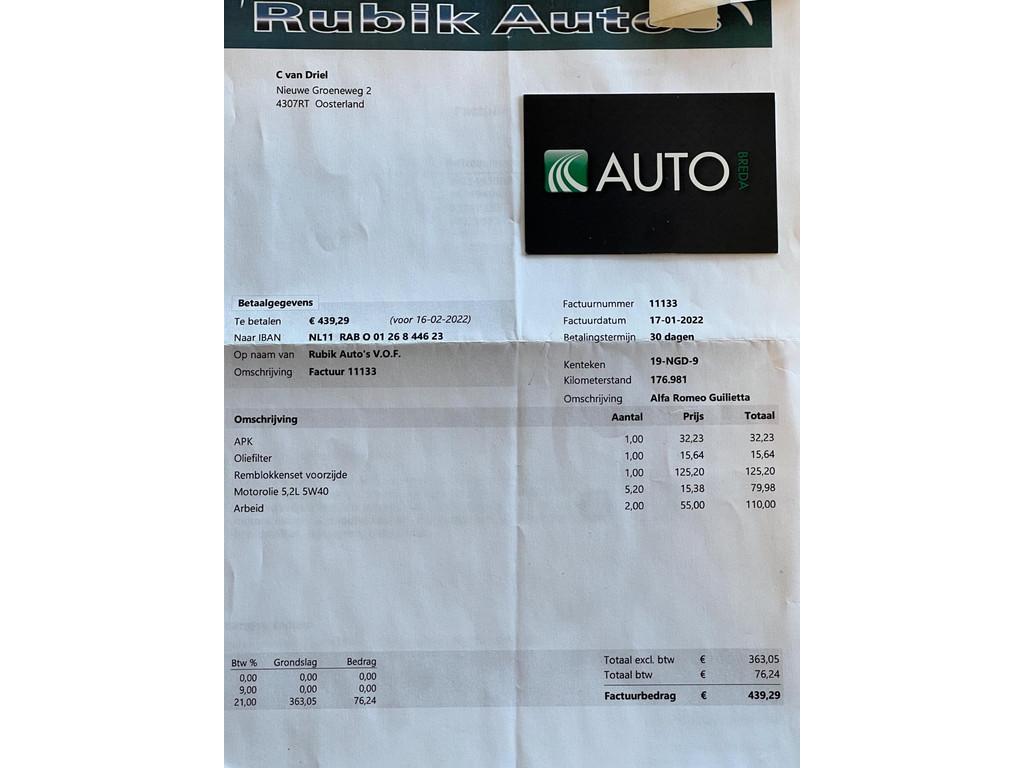 Rubik Autos
C van Driel
Nieuwe Groeneweg 2
4307RT Oosterland
AUTO BREDA
Betaalgegevens
Te betalen € 439,29 (voor 16-02-2022)
Naar IBAN NL11 RAB O 01 26 8 446 23
Op naam van Rubik Auto's V.O.F.
Omschrijving Factuur 11133
Factuurnummer 11133
Factuurdatum 17-01-2022
Betalingstermijn 30 dagen
Kenteken 19-NGD-9
Kilometerstand 176.981
Omschrijving Alfa Romeo Guilietta
Omschrijving Aantal Prijs Totaal
APK 1,00 32,23 32,23
Oliefilter 1,00 15,64 15,64
Remblokkenset voorzijde 1,00 125,20 125,20
Motorolie 5,2L 5W40 5,20 15,38 79,98
Arbeid 2,00 55,00 110,00
Btw % Grondslag Bedrag
0,00 0,00 0,00
9,00 0,00 0,00
21,00 363,05 76,24
Totaal excl. btw € 363,05
Totaal btw € 76,24
Factuurbedrag € 439,29